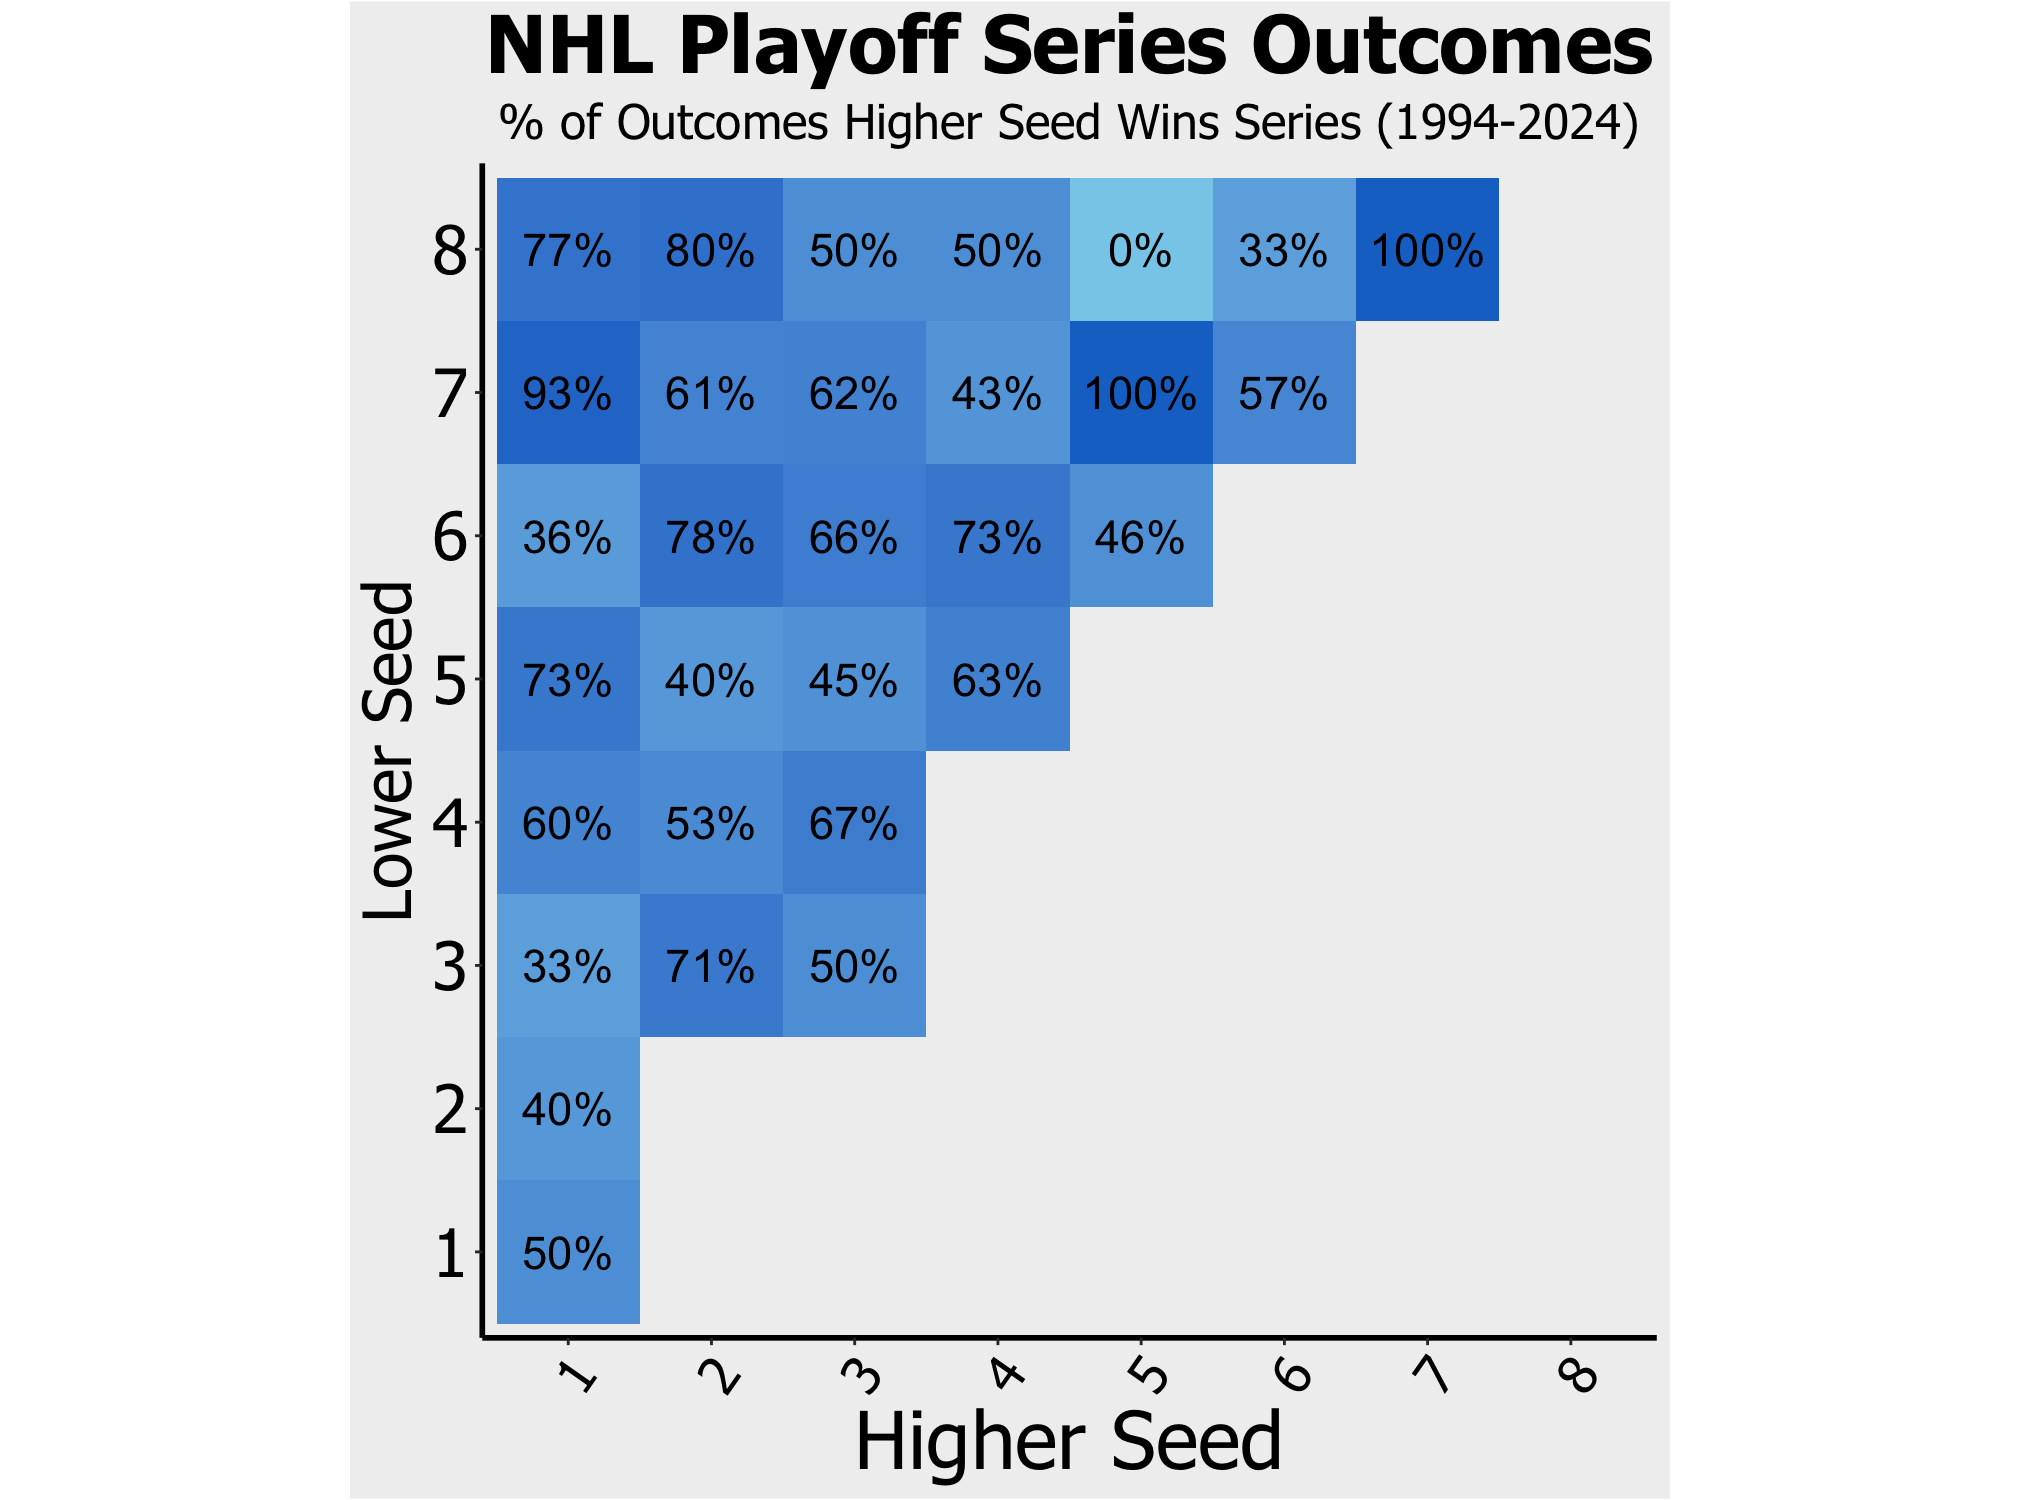 NHL Playoff Series Outcomes
% of Outcomes Higher Seed Wins Series (1994-2024)
Lower Seed
8 77% 80% 50% 50% 0% 33% 100%
7 93% 61% 62% 43% 100% 57%
6 36% 78% 66% 73% 46%
5 73% 40% 45% 63%
4 60% 53% 67%
3 33% 71% 50%
2 40%
1 50%
1 2 3 4 5 6 7 8
Higher Seed